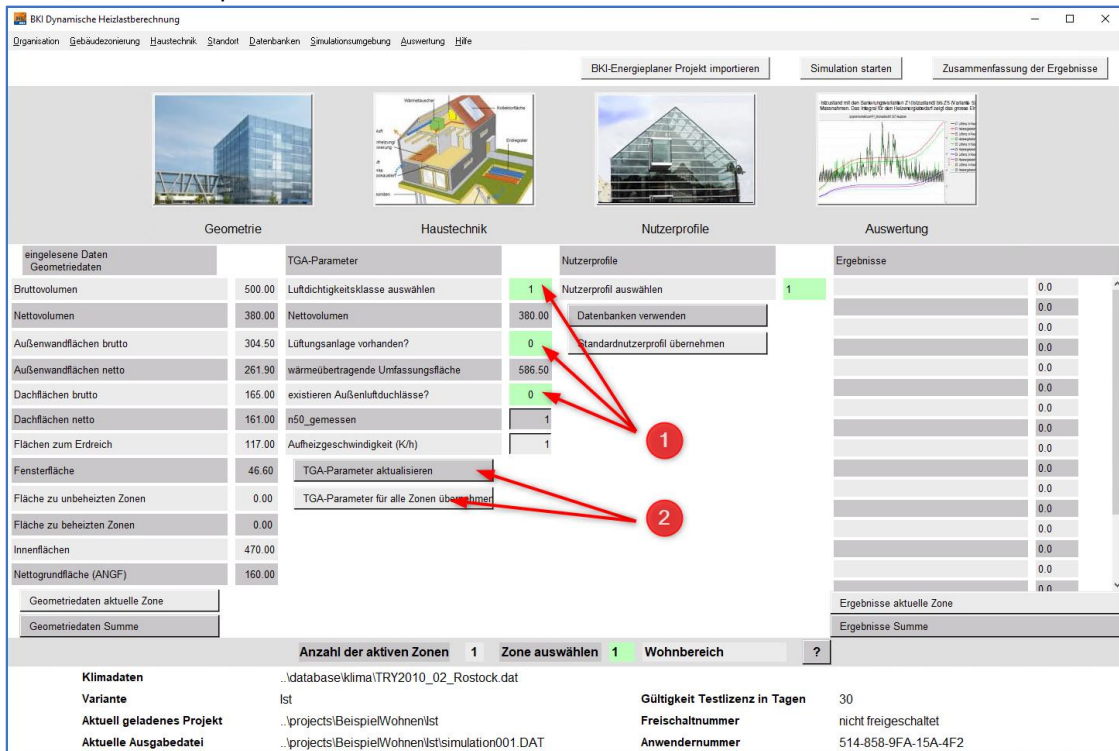 BKI Dynamische Heizlastberechnung
Organisation Gebäudezonierung Haustechnik Standort Datenbanken Simulationsumgebung Auswertung Hilfe
BKI-Energieplaner Projekt importieren Simulation starten Zusammenfassung der Ergebnisse
Wärmetauscher
Geometrie Haustechnik Nutzerprofile Auswertung
eingelesene Daten
Geometriedaten
TGA-Parameter Nutzerprofile Ergebnisse
Bruttovolumen 500.00 Luftdichtigkeitsklasse auswählen 1 Nutzerprofil auswählen 1 0.0
Nettovolumen 380.00 Nettovolumen 380.00 Datenbanken verwenden 0.0
0.0
Außenwandflächen brutto 304.50 Lüftungsanlage vorhanden? 0 Standardnutzerprofil übernehmen 0.0
Außenwandflächen netto 261.90 wärmeübertragende Umfassungsfläche 586.50 0.0
0.0
Dachflächen brutto 165.00 existieren Außenluftduchlässe? 0
0.0
Dachflächen netto 161.00 n50_gemessen 1 0.0
Flächen zum Erdreich 117.00 Aufheizgeschwindigkeit (K/h) 1 1 0.0
Fensterfläche 46.60 TGA-Parameter aktualisieren 0.0
0.0
Fläche zu unbeheizten Zonen 0.00 TGA-Parameter für alle Zonen übernehmen
0.0
2
Fläche zu beheizten Zonen 0.00 0.0
Innenflächen 470.00 0.0
Nettogrundfläche (ANGF) 160.00 0.0
0.0
Geometriedaten aktuelle Zone Ergebnisse aktuelle Zone
Geometriedaten Summe Ergebnisse Summe
Anzahl der aktiven Zonen 1 Zone auswählen 1 Wohnbereich ?
Klimadaten ..\database\klima\TRY2010_02_Rostock.dat
Variante Ist Gültigkeit Testlizenz in Tagen 30
Aktuell geladenes Projekt ..\projects\BeispielWohnen\Ist Freischaltnummer nicht freigeschaltet
Aktuelle Ausgabedatei ..\projects\BeispielWohnen\Ist\simulation001.DAT Anwendernummer 514-858-9FA-15A-4F2